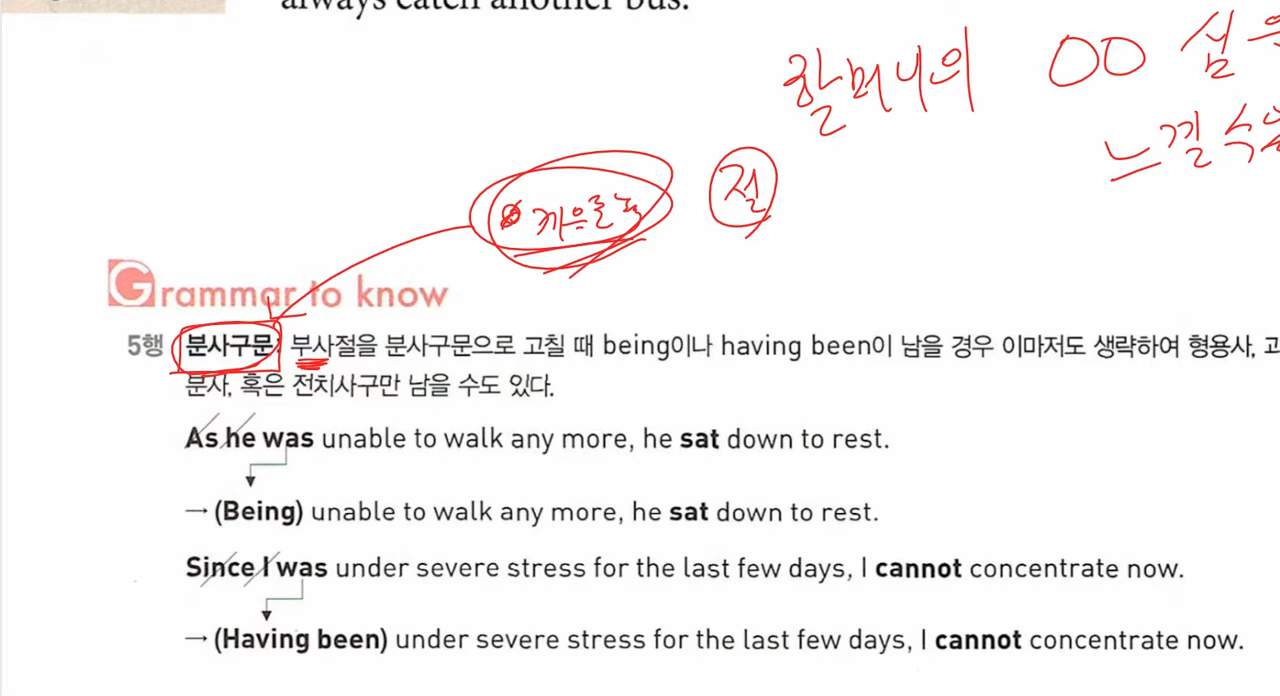 always catch another bus.
할머니의 OO 섬을
느낄 수
게으름
절
Grammar to know
5행 분사구문: 부사절을 분사구문으로 고칠 때 being이나 having been이 남을 경우 이마저도 생략하여 형용사, 과
분사, 혹은 전치사구만 남을 수도 있다.
As he was unable to walk any more, he sat down to rest.
→ (Being) unable to walk any more, he sat down to rest.
Since I was under severe stress for the last few days, I cannot concentrate now.
→ (Having been) under severe stress for the last few days, I cannot concentrate now.